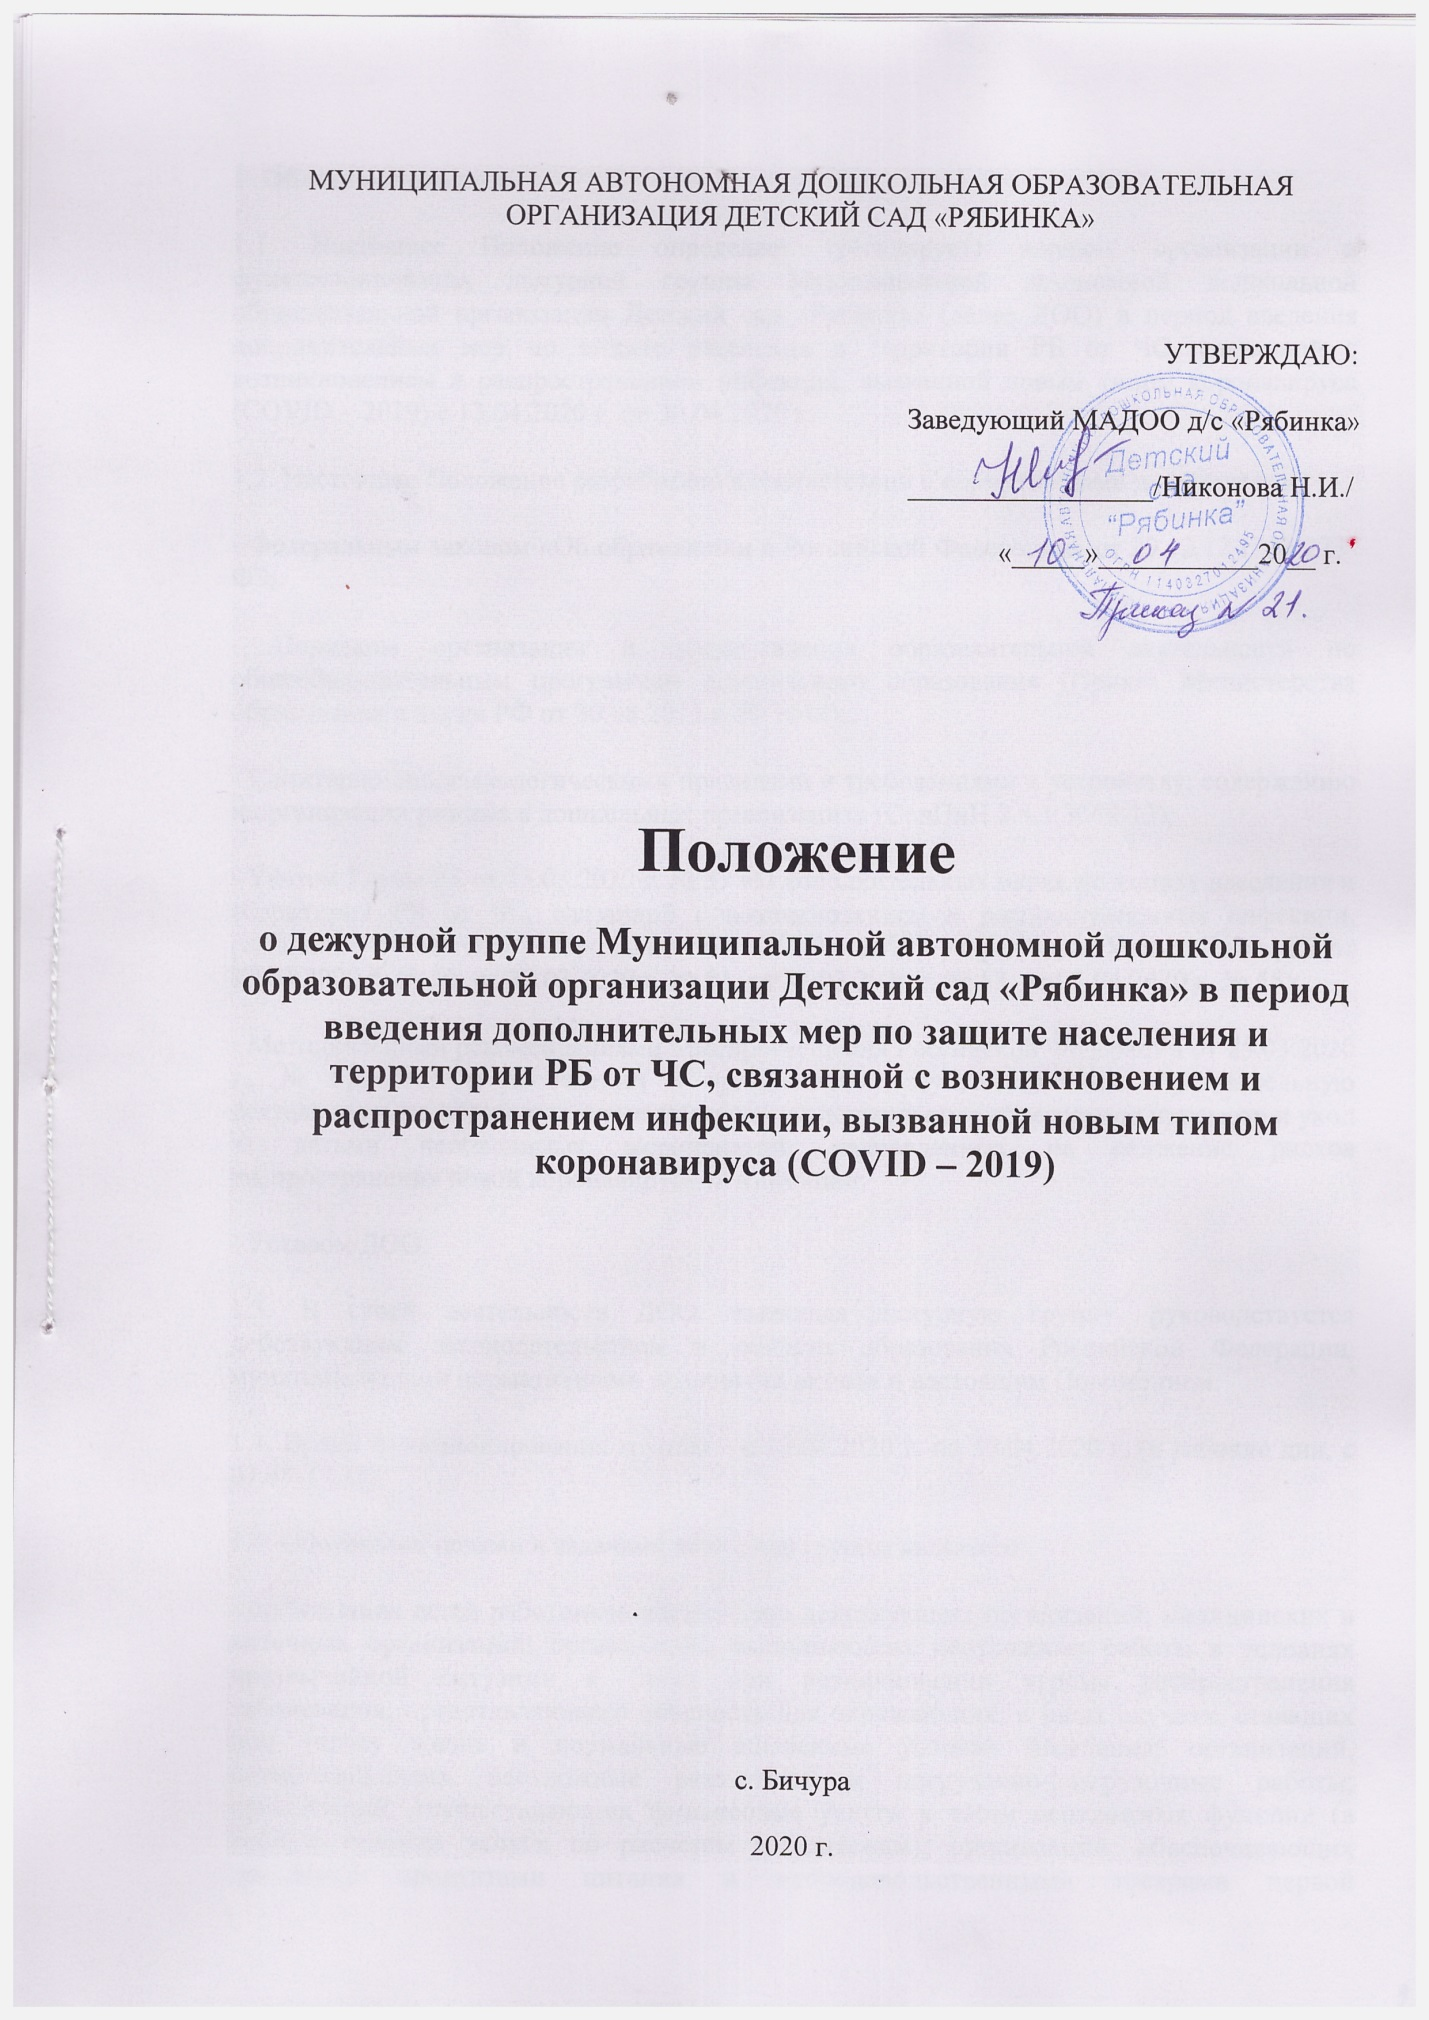 МУНИЦИПАЛЬНАЯ АВТОНОМНАЯ ДОШКОЛЬНАЯ ОБРАЗОВАТЕЛЬНАЯ
ОРГАНИЗАЦИЯ ДЕТСКИЙ САД «РЯБИНКА»
УТВЕРЖДАЮ:
Заведующий МАДОО д/с «Рябинка»
/Никонова Н.И./
«10» 04 2020 г.
Приказ № 21.
Детский
сад
“Рябинка”
Положение
о дежурной группе Муниципальной автономной дошкольной
образовательной организации Детский сад «Рябинка» в период
введения дополнительных мер по защите населения и
территории РБ от ЧС, связанной с возникновением и
распространением инфекции, вызванной новым типом
коронавируса (COVID – 2019)
с. Бичура
2020 г.